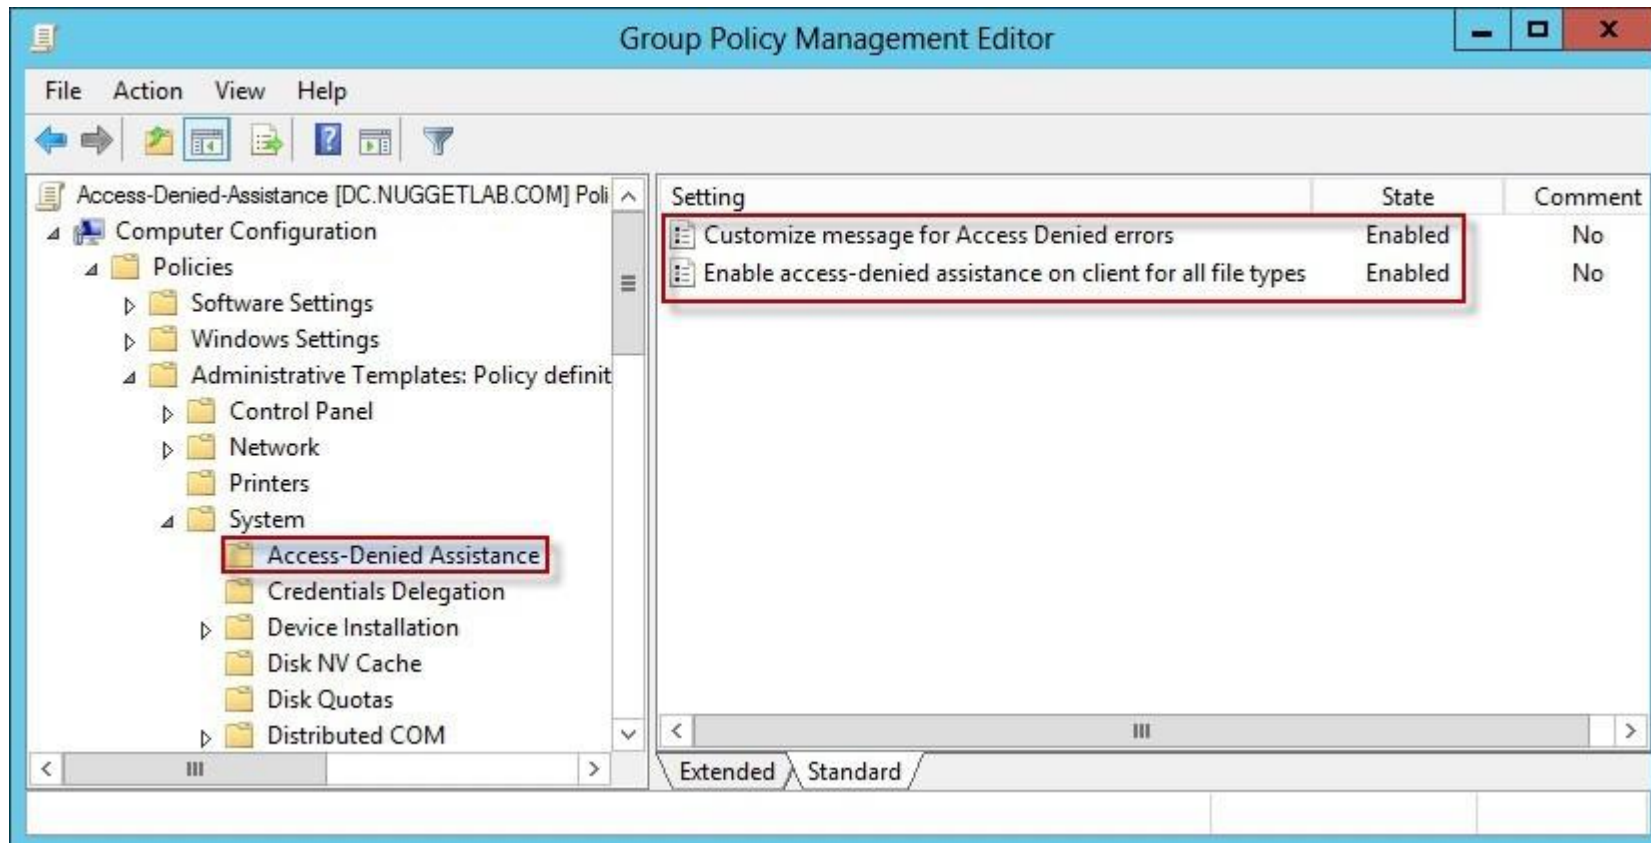 Group Policy Management Editor
File Action View Help
Access-Denied-Assistance [DC.NUGGETLAB.COM] Poli
Computer Configuration
Policies
Software Settings
Windows Settings
Administrative Templates: Policy definit
Control Panel
Network
Printers
System
Access-Denied Assistance
Credentials Delegation
Device Installation
Disk NV Cache
Disk Quotas
Distributed COM
Setting State Comment
Customize message for Access Denied errors Enabled No
Enable access-denied assistance on client for all file types Enabled No
Extended Standard